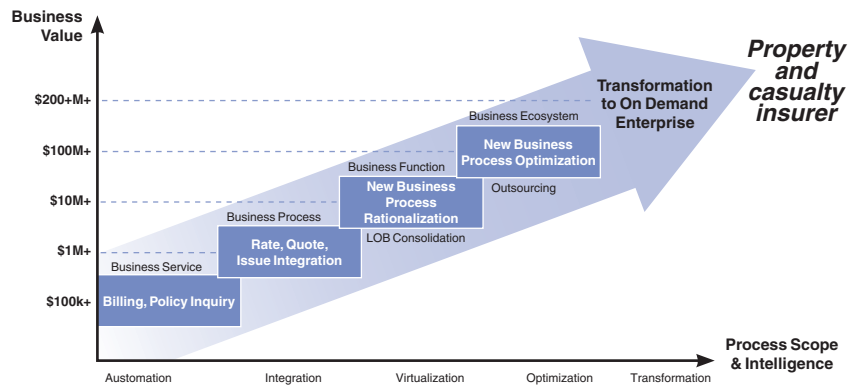 Business
Value
Property
and
casualty
insurer
Transformation
to On Demand
Enterprise
$200+M+
Business Ecosystem
New Business
Process Optimization
$100M+
Business Function
Outsourcing
New Business
Process
Rationalization
$10M+
Business Process
LOB Consolidation
Rate, Quote,
Issue Integration
$1M+
Business Service
Billing, Policy Inquiry
$100k+
Process Scope
& Intelligence
Austomation
Integration
Virtualization
Optimization
Transformation